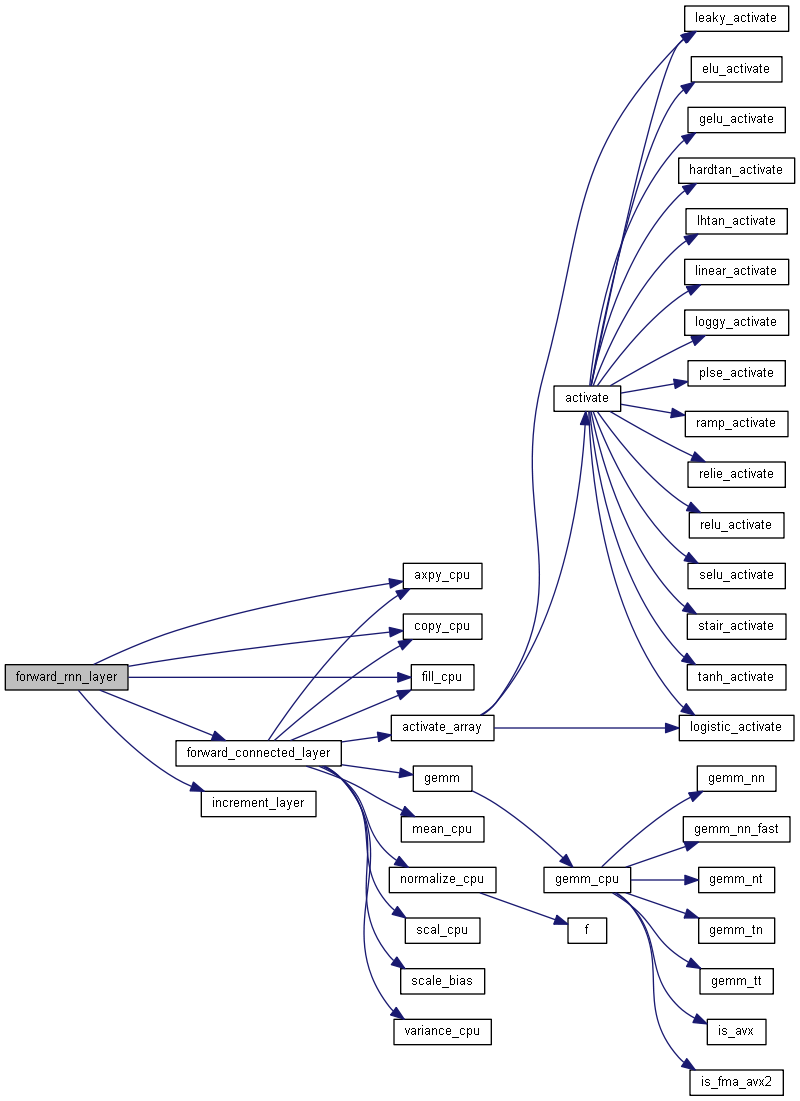 leaky_activate
elu_activate
gelu_activate
hardtan_activate
lhtan_activate
linear_activate
loggy_activate
plse_activate
activate
ramp_activate
relie_activate
relu_activate
axpy_cpu
selu_activate
copy_cpu
stair_activate
forward_rnn_layer
fill_cpu
tanh_activate
activate_array
logistic_activate
forward_connected_layer
gemm
gemm_nn
increment_layer
mean_cpu
gemm_nn_fast
normalize_cpu
gemm_cpu
gemm_nt
scal_cpu
f
gemm_tn
scale_bias
gemm_tt
variance_cpu
is_avx
is_fma_avx2